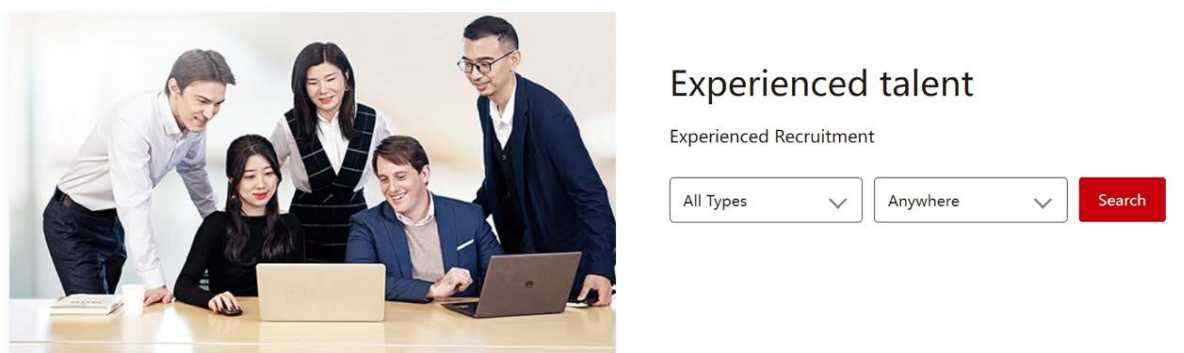 Experienced talent
Experienced Recruitment
All Types
Anywhere
Search